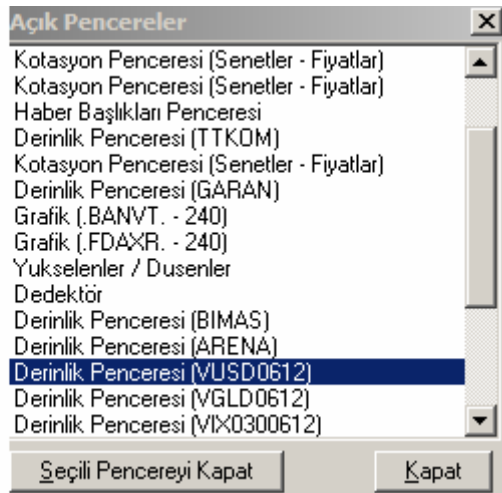 Açık Pencereler
Kotasyon Penceresi (Senetler - Fiyatlar)
Kotasyon Penceresi (Senetler - Fiyatlar)
Haber Başlıkları Penceresi
Derinlik Penceresi (TTKOM)
Kotasyon Penceresi (Senetler - Fiyatlar)
Derinlik Penceresi (GARAN)
Grafik (.BANVT. - 240)
Grafik (.FDAXR. - 240)
Yukselenler / Dusenler
Dedektör
Derinlik Penceresi (BIMAS)
Derinlik Penceresi (ARENA)
Derinlik Penceresi (VUSD0612)
Derinlik Penceresi (VGLD0612)
Derinlik Penceresi (VIX0300612)
Seçili Pencereyi Kapat Kapat